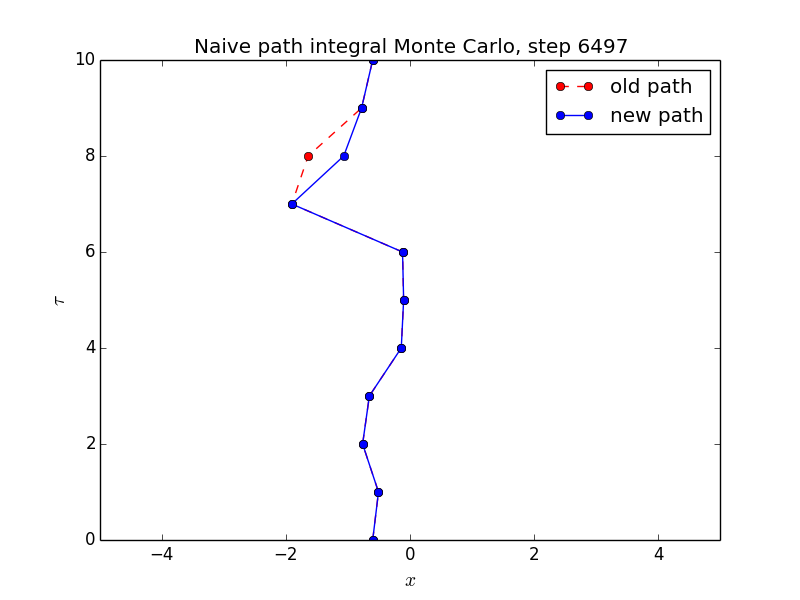 Naive path integral Monte Carlo, step 6497
old path
new path
10
8
6
4
2
0
τ
−4 −2 0 2 4
x